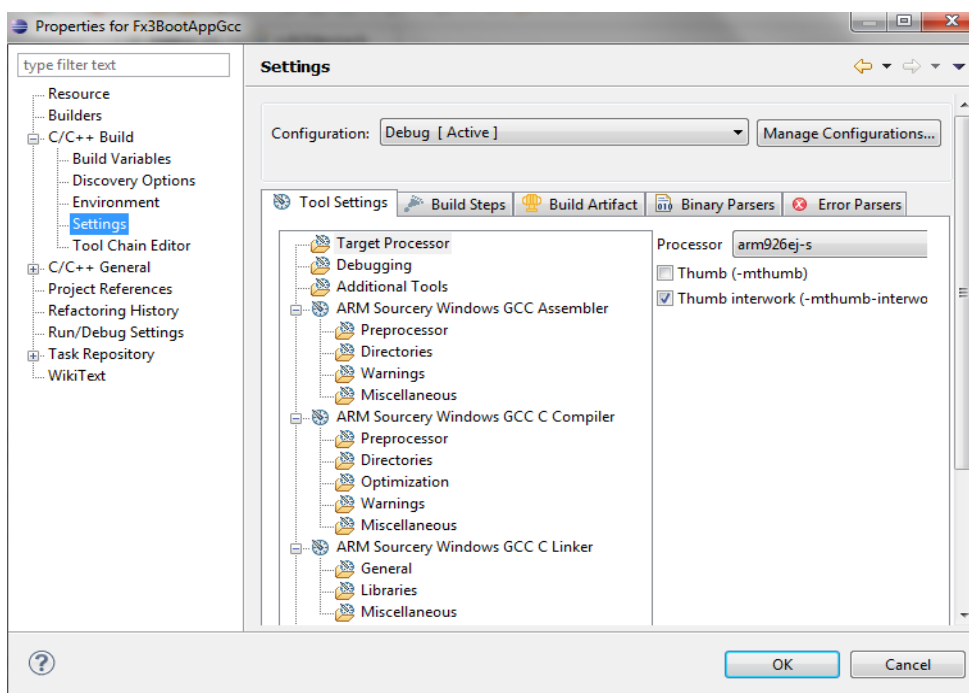 Properties for Fx3BootAppGcc
type filter text
Resource
Builders
C/C++ Build
Build Variables
Discovery Options
Environment
Settings
Tool Chain Editor
C/C++ General
Project References
Refactoring History
Run/Debug Settings
Task Repository
WikiText
Settings
Configuration: Debug [ Active ] Manage Configurations...
Tool Settings Build Steps Build Artifact Binary Parsers Error Parsers
Target Processor
Debugging
Additional Tools
ARM Sourcery Windows GCC Assembler
Preprocessor
Directories
Warnings
Miscellaneous
ARM Sourcery Windows GCC C Compiler
Preprocessor
Directories
Optimization
Warnings
Miscellaneous
ARM Sourcery Windows GCC C Linker
General
Libraries
Miscellaneous
Processor arm926ej-s
Thumb (-mthumb)
Thumb interwork (-mthumb-interwo
OK Cancel